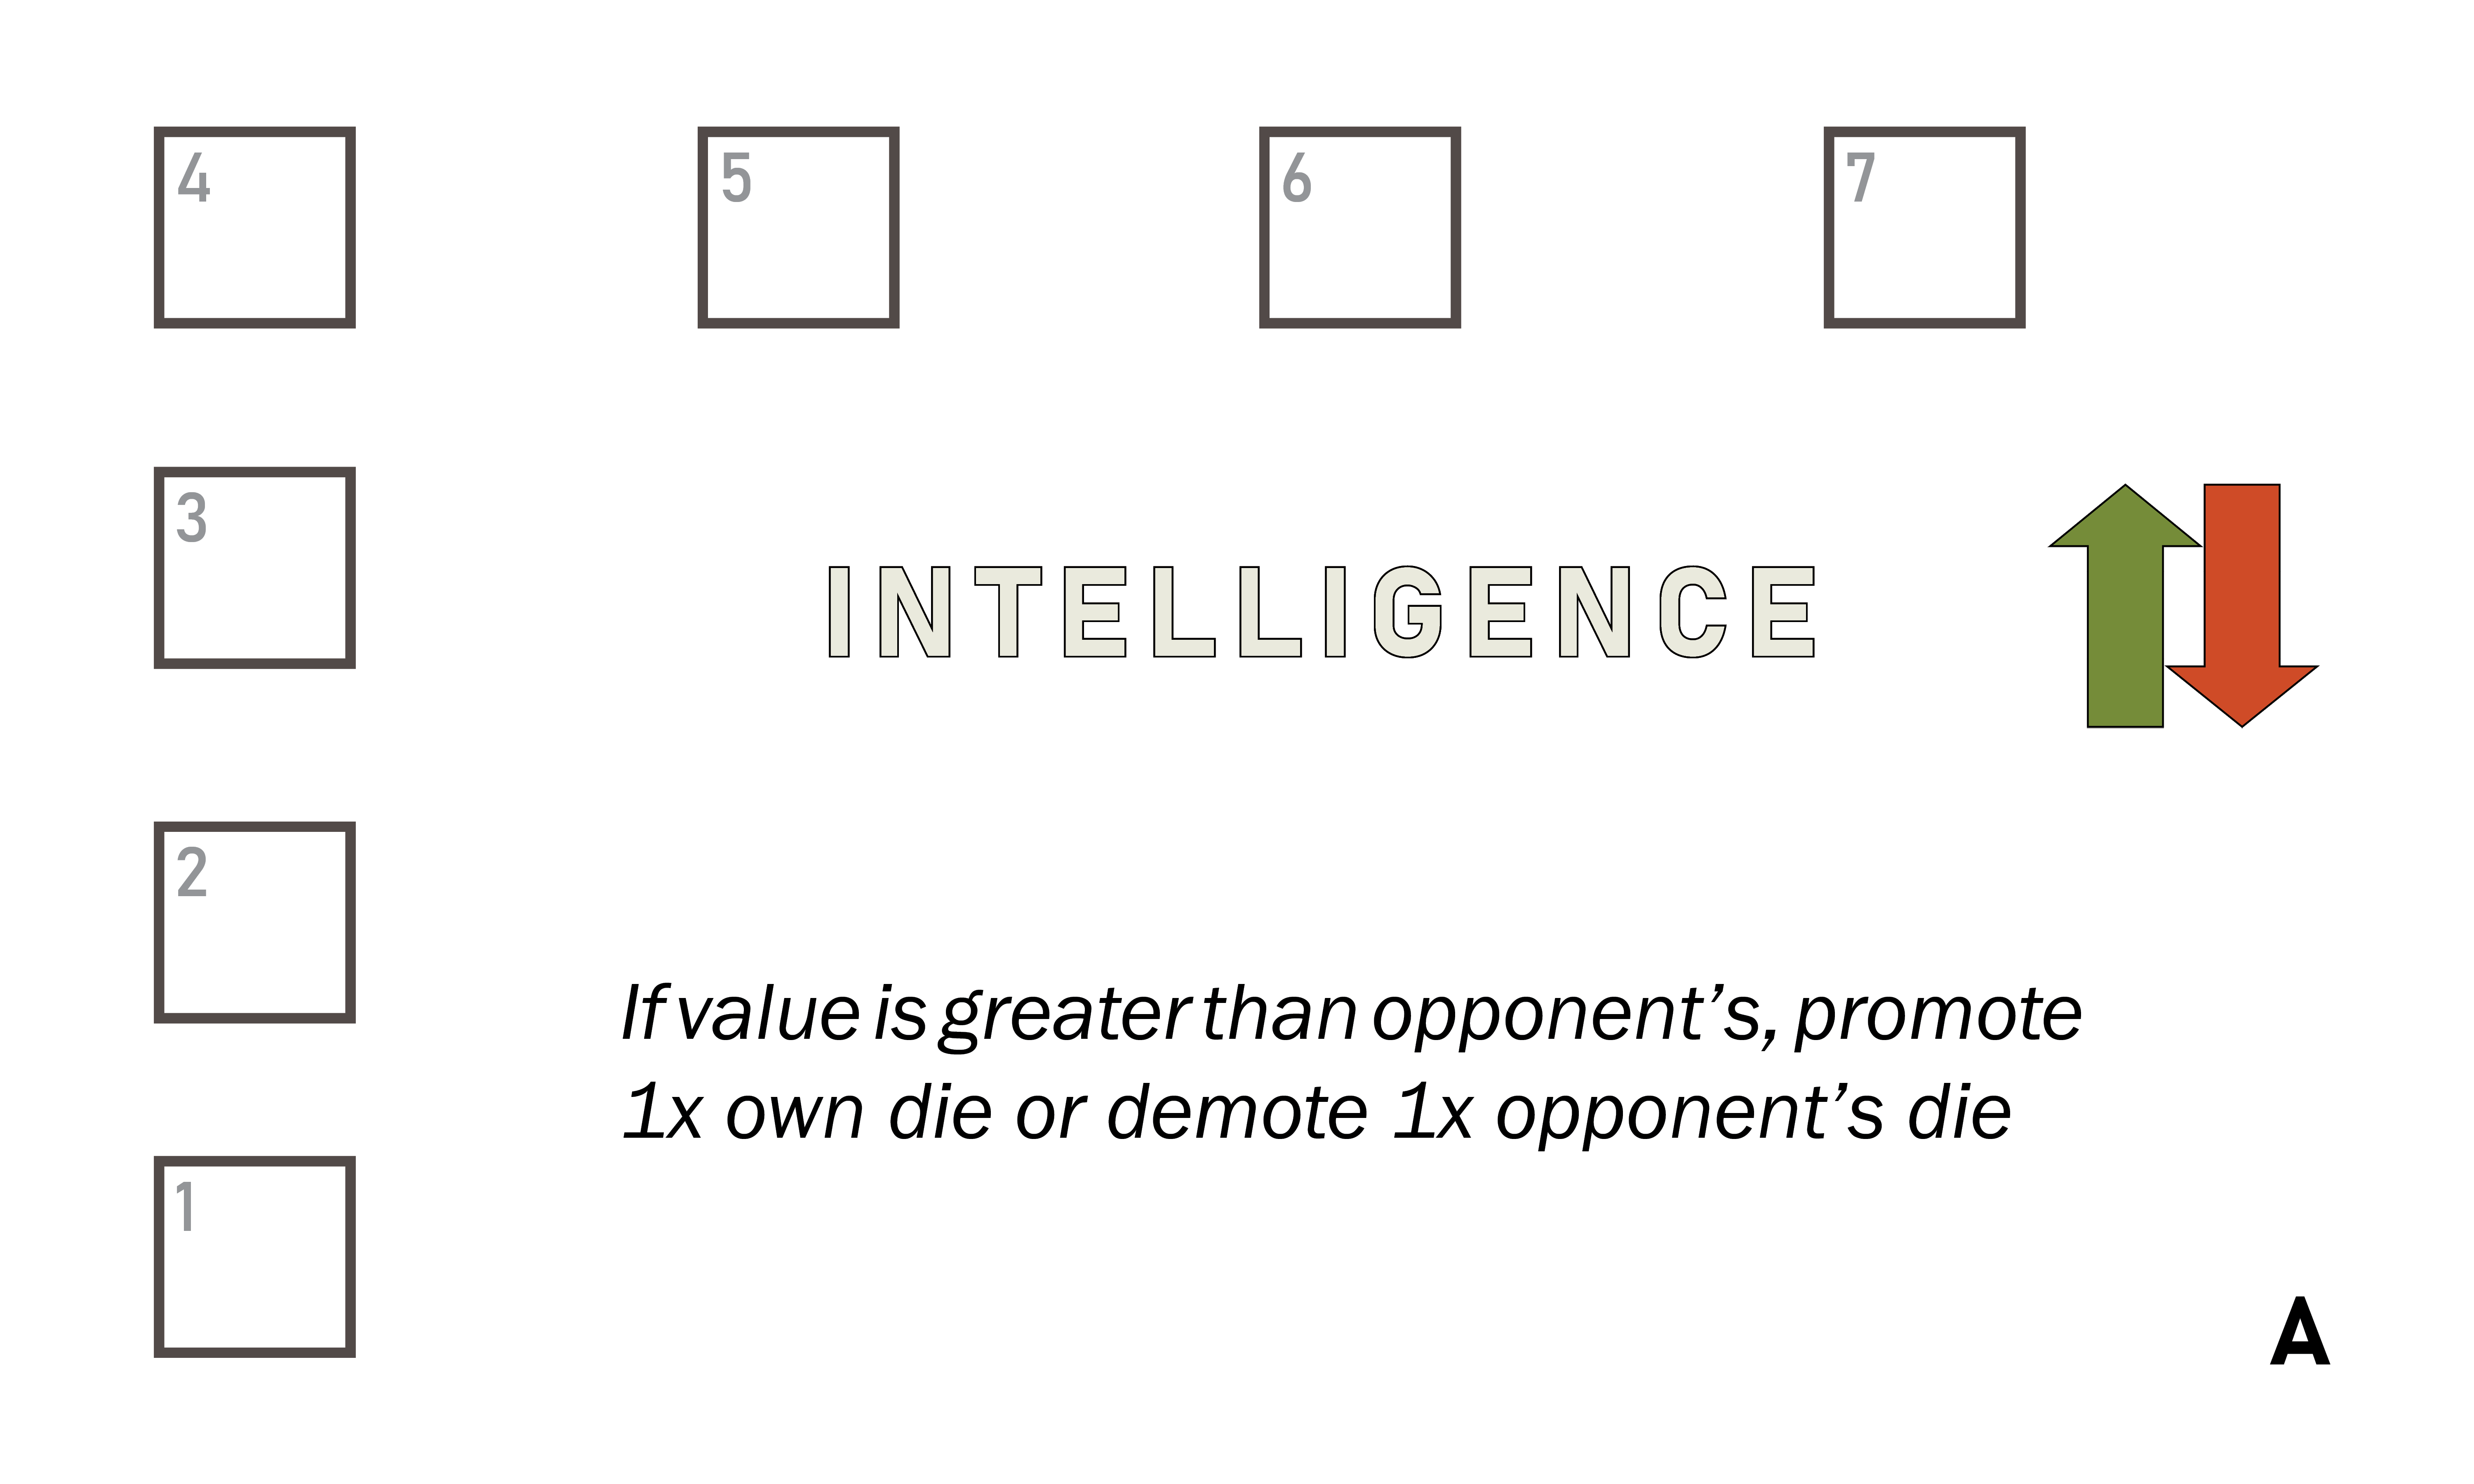 4
5
6
7
3
INTELLIGENCE
2
If value is greater than opponent’s, promote
1x own die or demote 1x opponent’s die
1
A